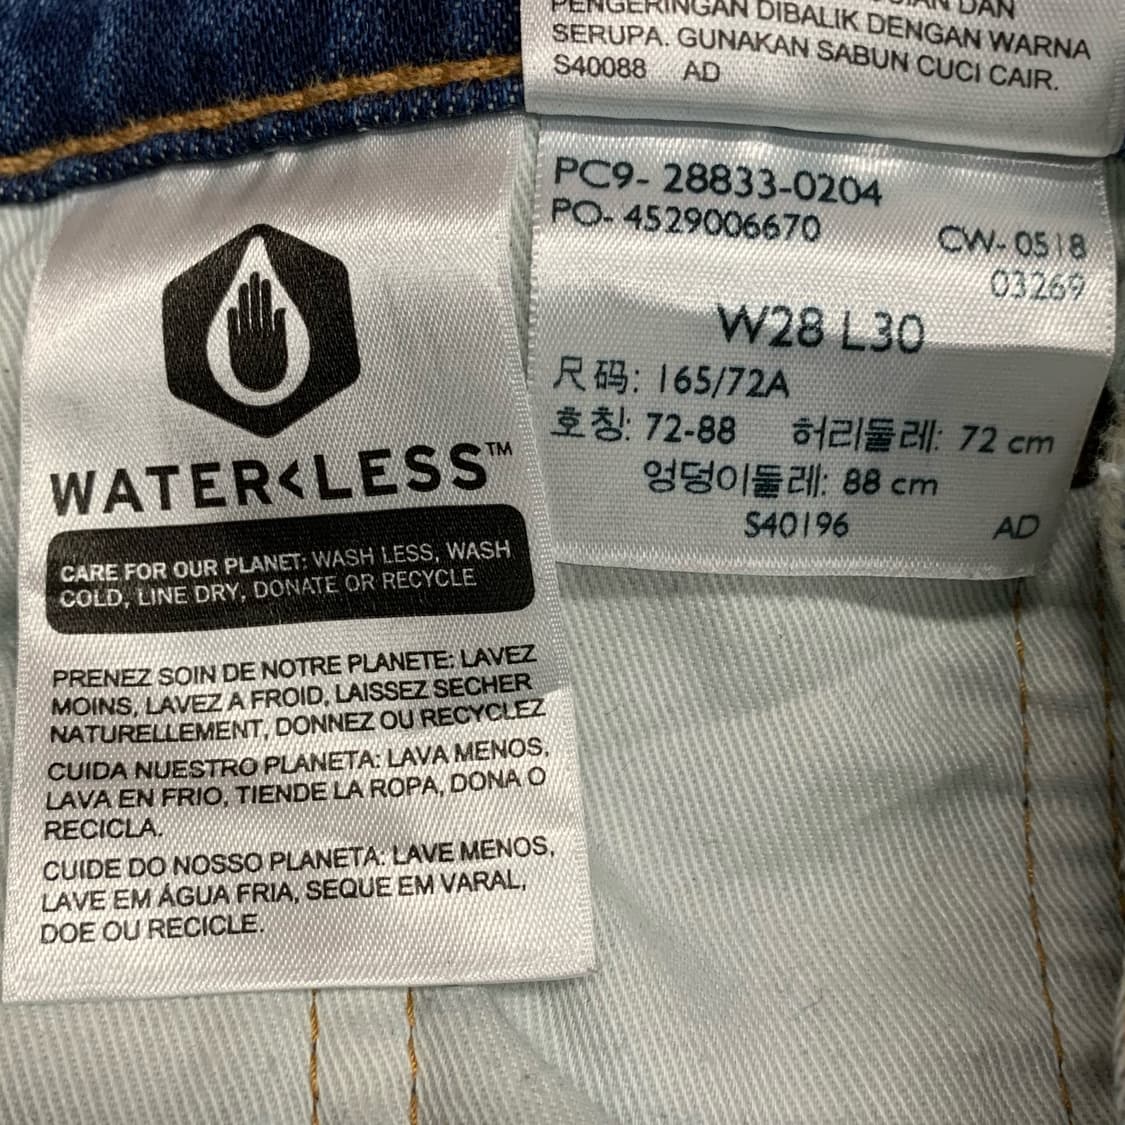 DAN
PENGERINGAN DIBALIK DENGAN WARNA
SERUPA. GUNAKAN SABUN CUCI CAIR.
S40088 AD
PC9- 28833-0204
PO- 4529006670
CW- 0518
03269
W28 L30
尺码: 165/72A
호칭: 72-88 허리둘레: 72 cm
엉덩이둘레: 88 cm
S40196 AD
WATER<LESS™
CARE FOR OUR PLANET: WASH LESS, WASH
COLD, LINE DRY, DONATE OR RECYCLE
PRENEZ SOIN DE NOTRE PLANETE: LAVEZ
MOINS, LAVEZ A FROID, LAISSEZ SECHER
NATURELLEMENT, DONNEZ OU RECYCLEZ
CUIDA NUESTRO PLANETA: LAVA MENOS,
LAVA EN FRIO, TIENDE LA ROPA, DONA O
RECICLA.
CUIDE DO NOSSO PLANETA: LAVE MENOS,
LAVE EM ÁGUA FRIA, SEQUE EM VARAL,
DOE OU RECICLE.